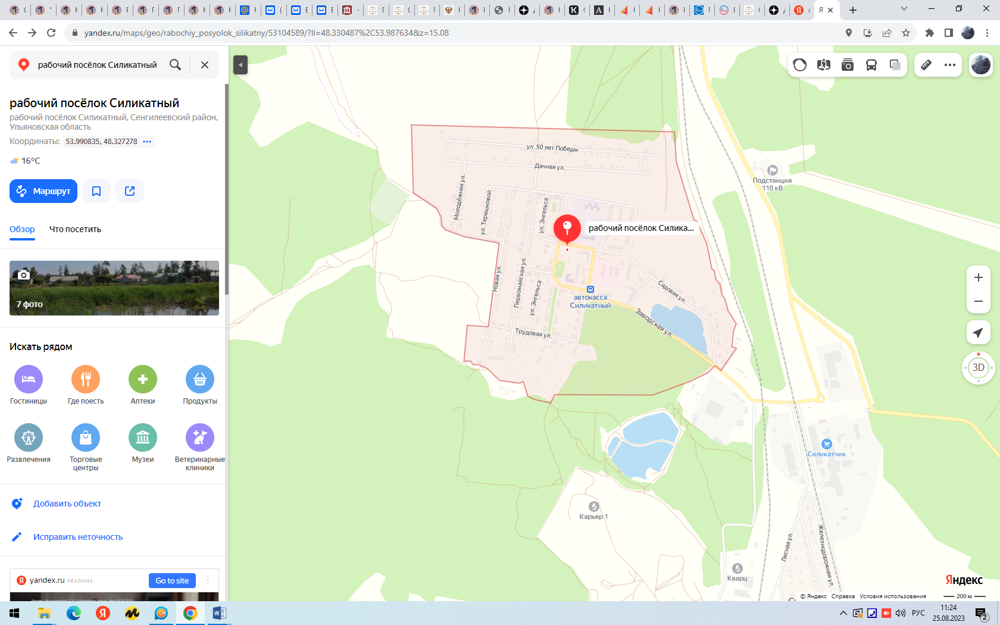 yandex.ru/maps/geo/rabochiy_posyolok_silikatny/53104589/?ll=48.330487%2C53.987634&z=15.08
рабочий посёлок Силикатный
рабочий посёлок Силикатный
рабочий посёлок Силикатный, Сенгилеевский район,
Ульяновская область
Координаты: 53.990835, 48.327278
16°C
Маршрут
Обзор
Что посетить
7 фото
Искать рядом
Гостиницы
Где поесть
Аптеки
Продукты
Развлечения
Торговые
центры
Музеи
Ветеринарные
клиники
Добавить объект
Исправить неточность
yandex.ru РЕКЛАМА
Go to site
ул. 50 лет Победы
Дачная ул.
Молодёжная ул.
ул. Терешковой
ул. Энгельса
рабочий посёлок Силика...
Подстанция
110 кВ
Новая ул.
Первомайская ул.
ул. Энгельса
автокасса
Силикатный
Садовая ул.
Заводская ул.
Трудовая ул.
3D
Силикатчик
Карьер 1
Кварц
Лесная ул.
Железнодорожная ул.
Яндекс
© Яндекс Справка Условия использования
200 м
РУС
11:24
25.08.2023
2